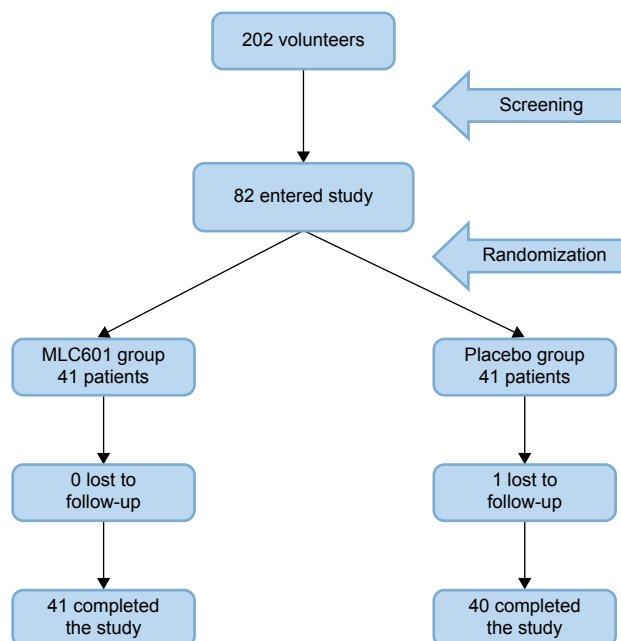 202 volunteers
Screening
82 entered study
Randomization
MLC601 group
41 patients
Placebo group
41 patients
0 lost to
follow-up
1 lost to
follow-up
41 completed
the study
40 completed
the study